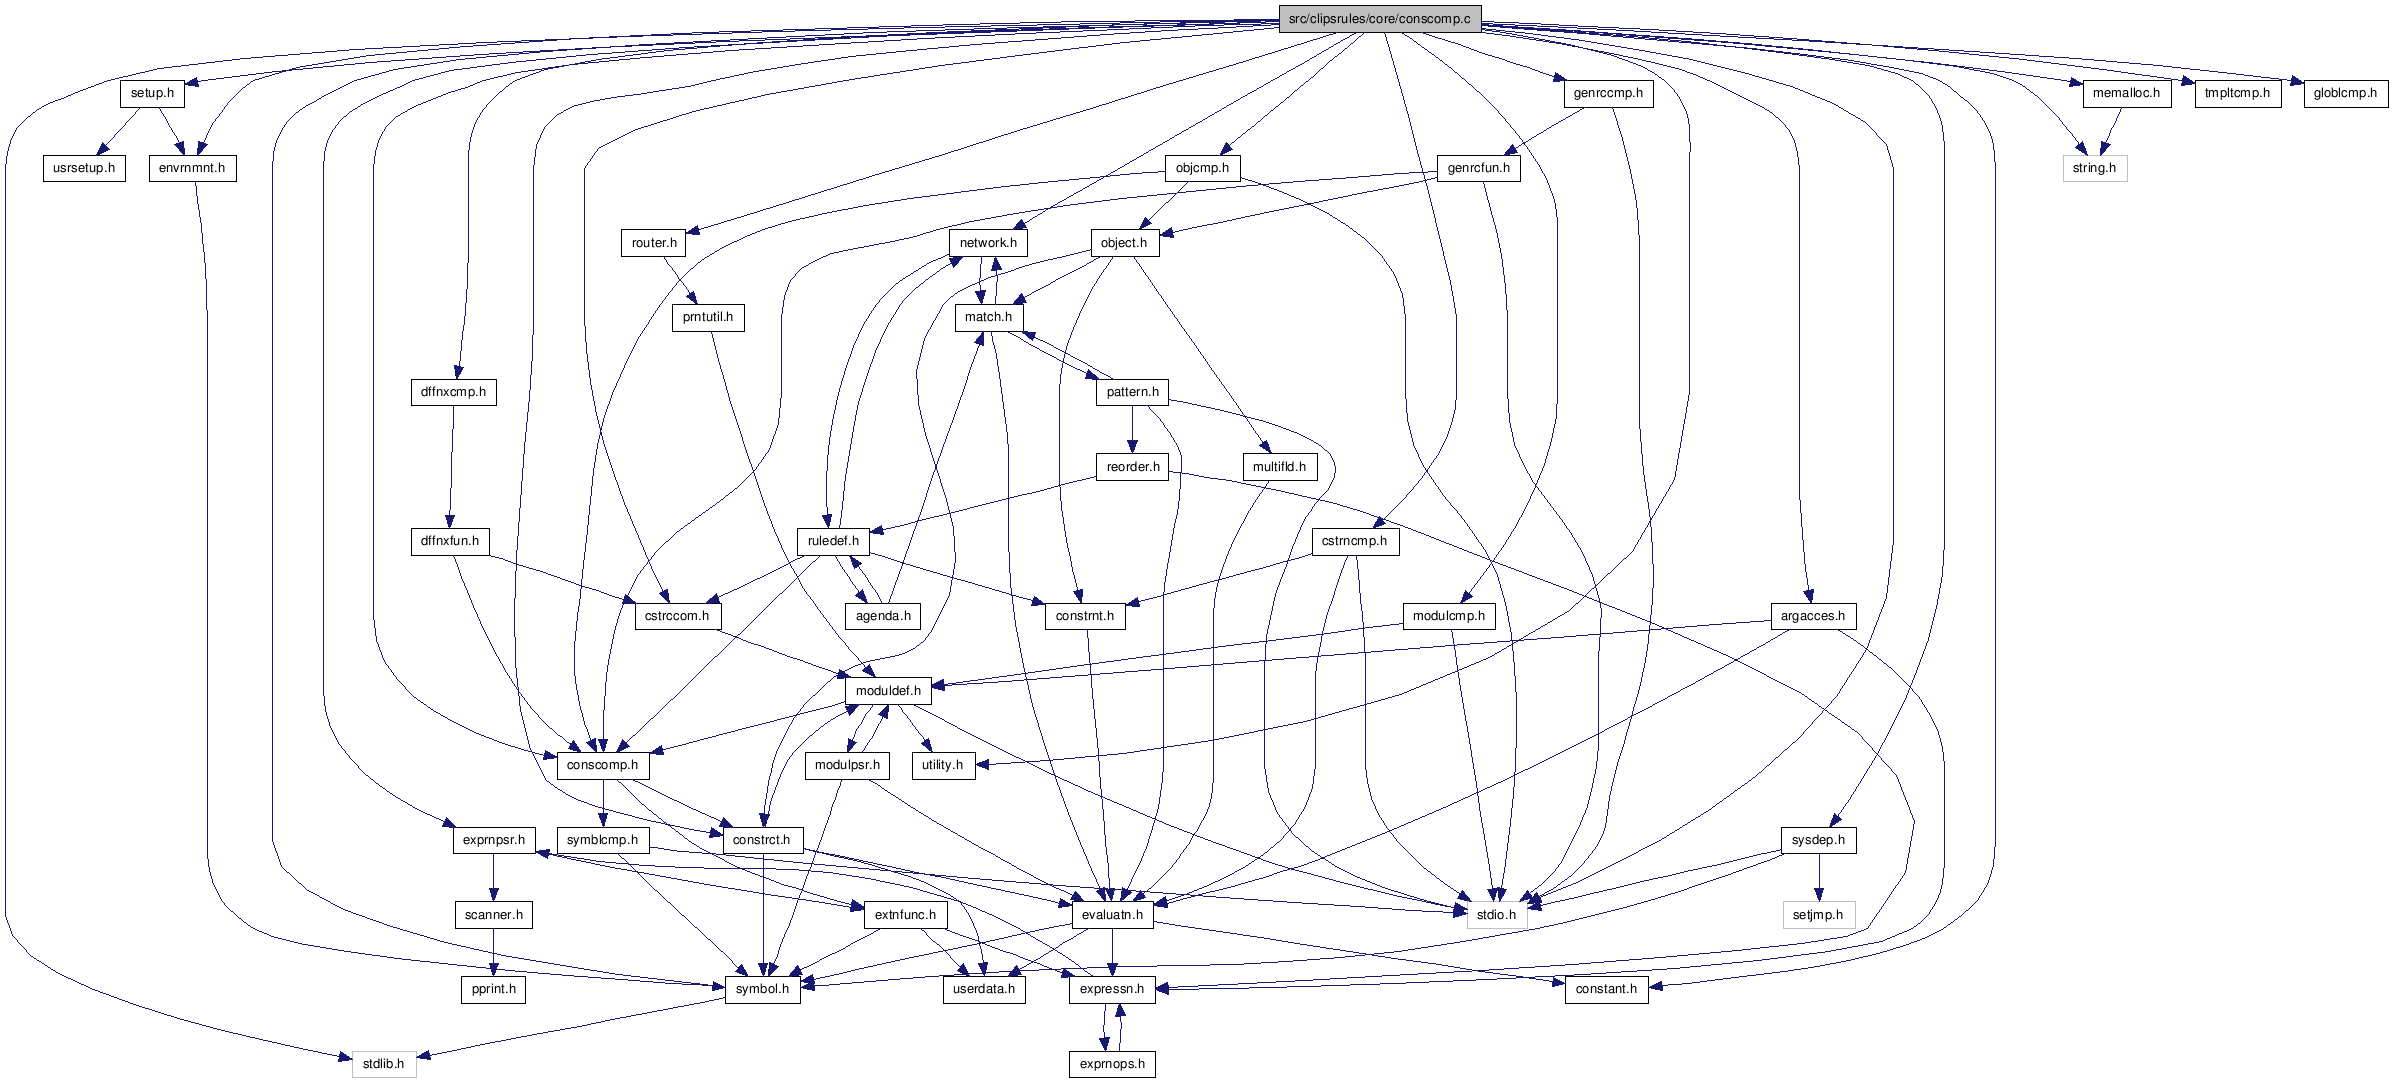 src/clipsrules/core/conscomp.c
setup.h
genrccmp.h
memalloc.h
tmpltcmp.h
globlcmp.h
usrsetup.h
envrnmnt.h
objcmp.h
genrcfun.h
string.h
router.h
network.h
object.h
prntutil.h
match.h
dffnxcmp.h
pattern.h
reorder.h
multifld.h
dffnxfun.h
ruledef.h
cstrncmp.h
cstrccom.h
agenda.h
constrnt.h
modulcmp.h
argacces.h
moduldef.h
conscomp.h
modulpsr.h
utility.h
exprnpsr.h
symblcmp.h
constrct.h
sysdep.h
scanner.h
extnfunc.h
evaluatn.h
stdio.h
setjmp.h
pprint.h
symbol.h
userdata.h
expressn.h
constant.h
stdlib.h
exprnops.h